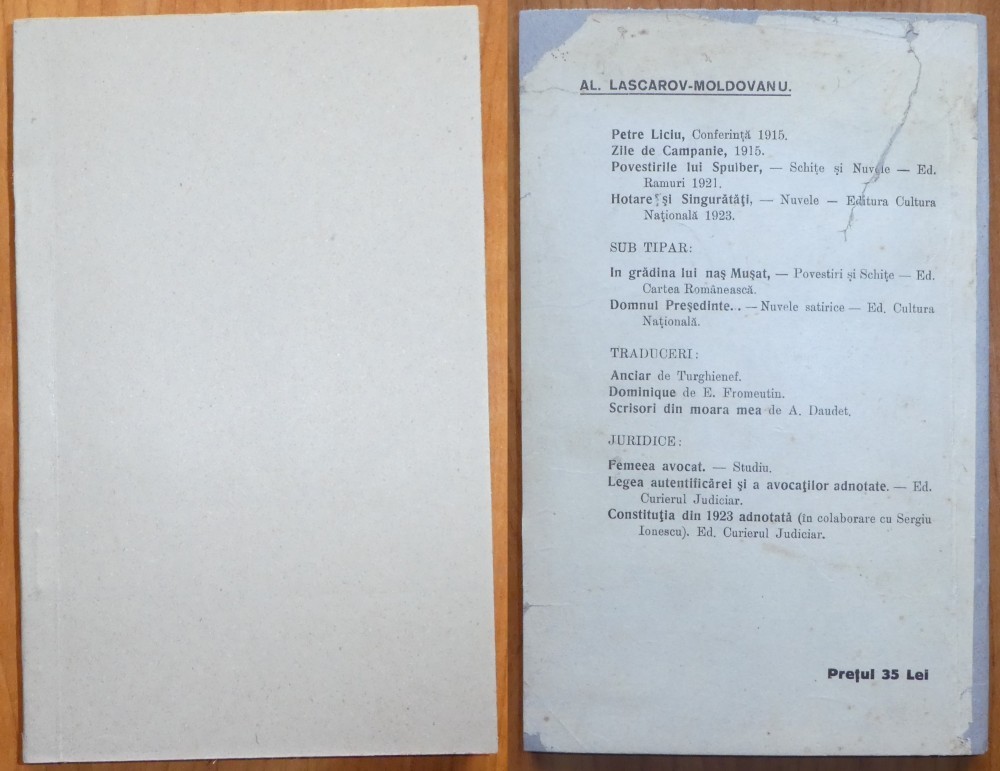 AL. LASCAROV-MOLDOVANU.
Petre Liciu, Conferință 1915.
Zile de Campanie, 1915.
Povestirile lui Spulber, — Schițe și Nuvele — Ed.
Ramuri 1921.
Hotare și Singurătăți, — Nuvele — Editura Cultura
Națională 1923.
SUB TIPAR:
In grădina lui naș Mușat, — Povestiri și Schițe — Ed.
Cartea Românească.
Domnul Președinte.. — Nuvele satirice — Ed. Cultura
Națională.
TRADUCERI:
Anciar de Turghienef.
Dominique de E. Fromentin.
Scrisori din moara mea de A. Daudet.
JURIDICE:
Femeea avocat. — Studiu.
Legea autentificărei și a avocaților adnotate. — Ed.
Curierul Judiciar.
Constituția din 1923 adnotată (în colaborare cu Sergiu
Ionescu). Ed. Curierul Judiciar.
Prețul 35 Lei